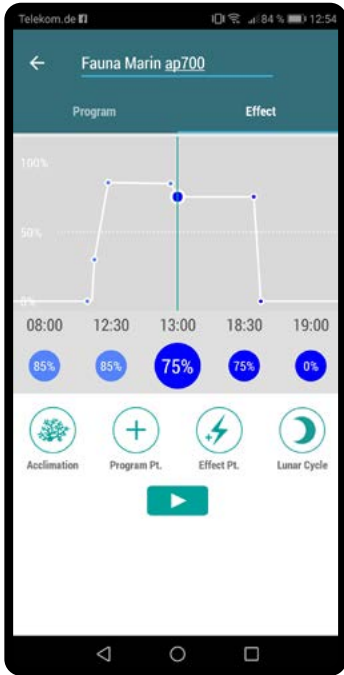 Telekom.de 84 % 12:54
Fauna Marin ap700
Program Effect
100%
50%
0%
08:00 12:30 13:00 18:30 19:00
85% 85% 75% 75% 0%
Acclimation Program Pt. Effect Pt. Lunar Cycle